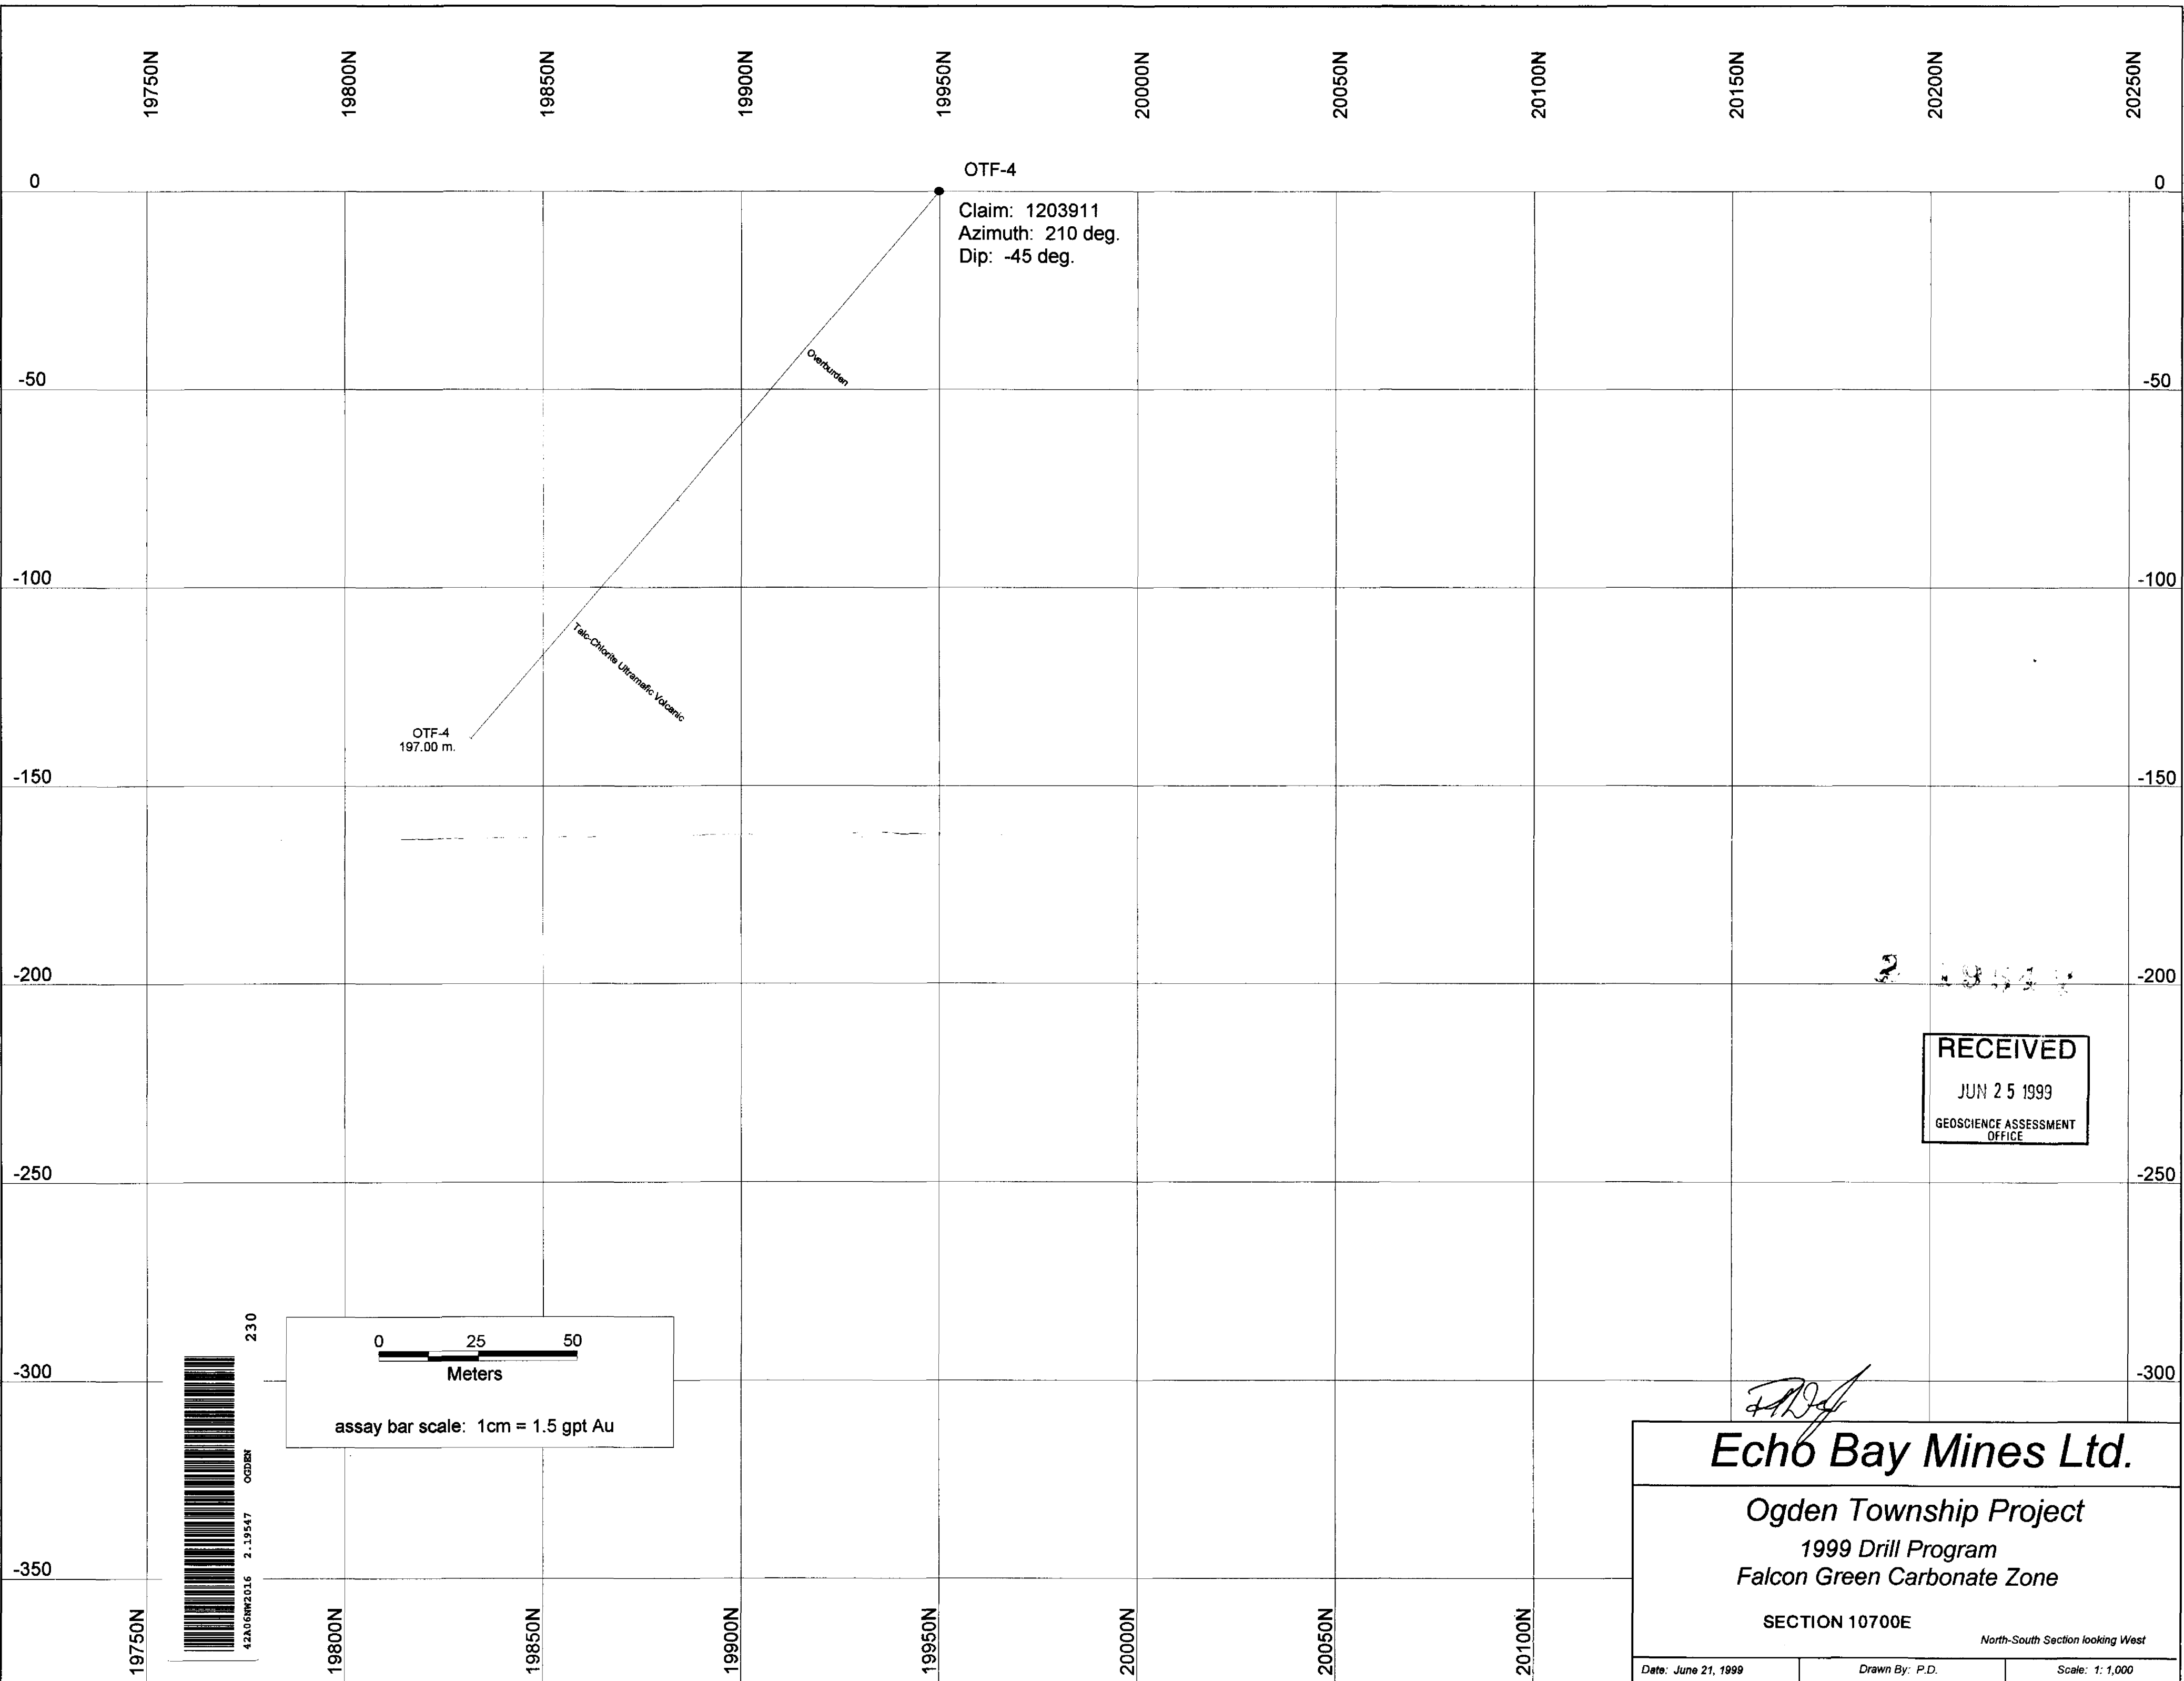 19750N 19800N 19850N 19900N 19950N 20000N 20050N 20100N 20150N 20200N 20250N
OTF-4
0 0
Claim: 1203911
Azimuth: 210 deg.
Dip: -45 deg.
Overburden
-50 -50
-100 -100
Talc-Chlorite Ultramafic Volcanic
OTF-4
197.00 m.
-150 -150
-200 -200
RECEIVED
JUN 25 1999
GEOSCIENCE ASSESSMENT
OFFICE
-250 -250
230
0 25 50
Meters
assay bar scale: 1cm = 1.5 gpt Au
-300 -300
42A06NW2016 2.19547 OGDEN
-350
Echo Bay Mines Ltd.
Ogden Township Project
1999 Drill Program
Falcon Green Carbonate Zone
SECTION 10700E
North-South Section looking West
Date: June 21, 1999 Drawn By: P.D. Scale: 1: 1,000
19750N 19800N 19850N 19900N 19950N 20000N 20050N 20100N